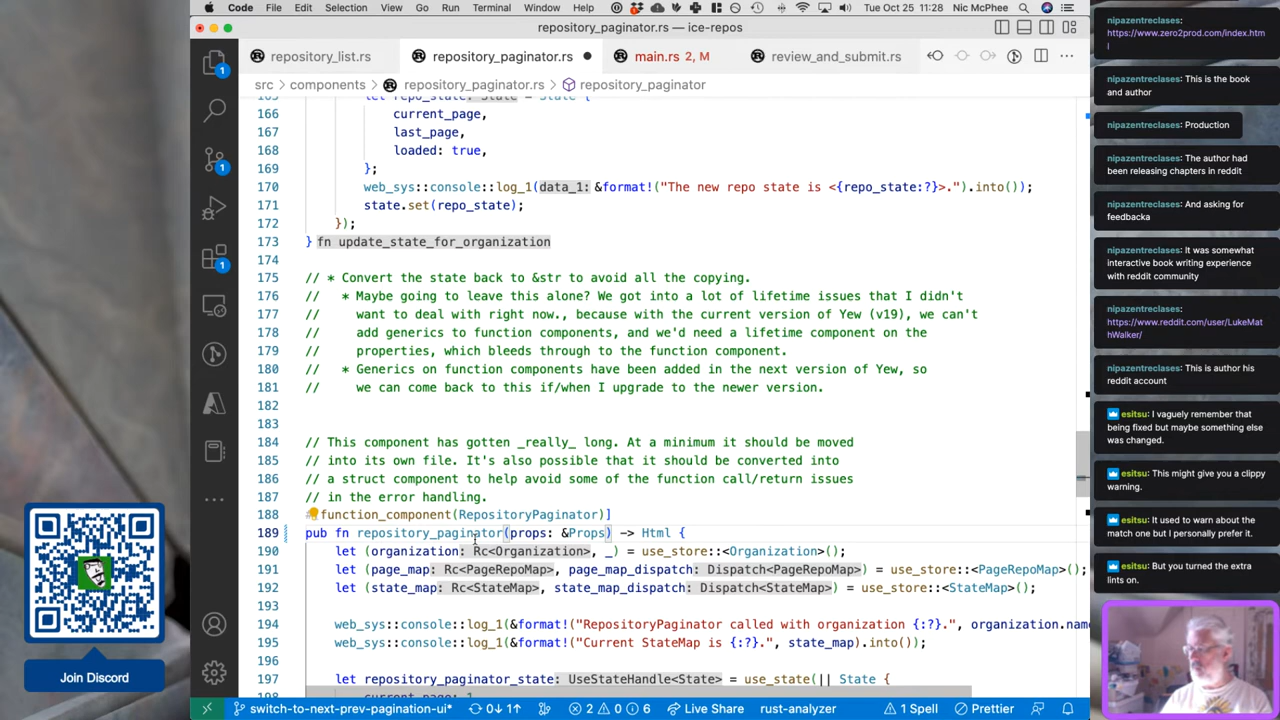 Code File Edit Selection View Go Run Terminal Window Help Tue Oct 25 11:28 Nic McPhee
repository_paginator.rs — ice-repos
repository_list.rs repository_paginator.rs main.rs 2, M review_and_submit.rs
src components repository_paginator.rs repository_paginator
let repo_state: State = State {
166 current_page,
167 last_page,
168 loaded: true,
169 };
170 web_sys::console::log_1(data_1: &format!("The new repo state is <{repo_state:?}>.").into());
171 state.set(repo_state);
172 });
173 } fn update_state_for_organization
174
175 // * Convert the state back to &str to avoid all the copying.
176 // * Maybe going to leave this alone? We got into a lot of lifetime issues that I didn't
177 // want to deal with right now., because with the current version of Yew (v19), we can't
178 // add generics to function components, and we'd need a lifetime component on the
179 // properties, which bleeds through to the function component.
180 // * Generics on function components have been added in the next version of Yew, so
181 // we can come back to this if/when I upgrade to the newer version.
182
183
184 // This component has gotten _really_ long. At a minimum it should be moved
185 // into its own file. It's also possible that it should be converted into
186 // a struct component to help avoid some of the function call/return issues
187 // in the error handling.
188 #[function_component(RepositoryPaginator)]
189 pub fn repository_paginator(props: &Props) -> Html {
190 let (organization: Rc<Organization>, _) = use_store::<Organization>();
191 let (page_map: Rc<PageRepoMap>, page_map_dispatch: Dispatch<PageRepoMap>) = use_store::<PageRepoMap>();
192 let (state_map: Rc<StateMap>, state_map_dispatch: Dispatch<StateMap>) = use_store::<StateMap>();
193
194 web_sys::console::log_1(&format!("RepositoryPaginator called with organization {:?}.", organization.name
195 web_sys::console::log_1(&format!("Current StateMap is {:?}.", state_map).into());
196
197 let repository_paginator_state: UseStateHandle<State> = use_state(|| State {
198 current_page: 1
switch-to-next-prev-pagination-ui* 0↓ 1↑ 2 0 6 Live Share rust-analyzer 1 Spell Prettier
1
1
1
Join Discord
nipazentreclases:
https://www.zero2prod.com/index.htm
l
nipazentreclases: This is the book
and author
nipazentreclases: Production
nipazentreclases: The author had
been releasing chapters in reddit
nipazentreclases: And asking for
feedbacka
nipazentreclases: It was somewhat
interactive book writing experience
with reddit community
nipazentreclases:
https://www.reddit.com/user/LukeMat
hWalker/
nipazentreclases: This is author his
reddit account
esitsu: I vaguely remember that
being fixed but maybe something else
was changed.
esitsu: This might give you a clippy
warning.
esitsu: It used to warn about the
match one but I personally prefer it.
esitsu: But you turned the extra
lints on.